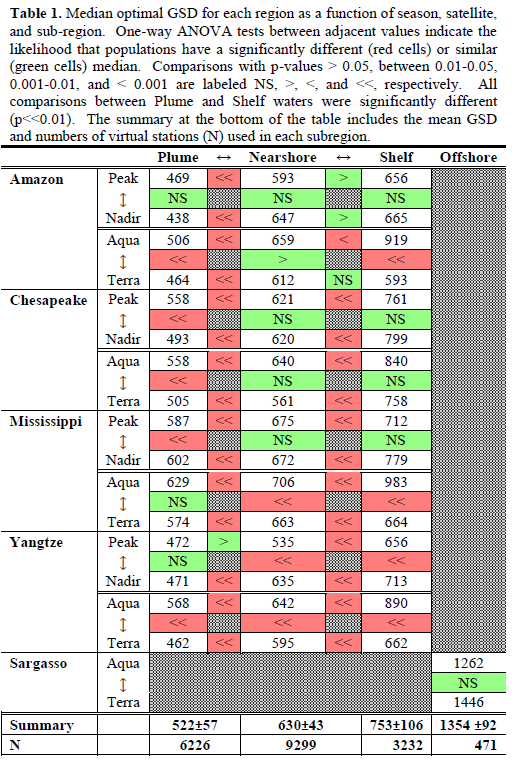 Table 1. Median optimal GSD for each region as a function of season, satellite,
and sub-region. One-way ANOVA tests between adjacent values indicate the
likelihood that populations have a significantly different (red cells) or similar
(green cells) median. Comparisons with p-values > 0.05, between 0.01-0.05,
0.001-0.01, and < 0.001 are labeled NS, >, <, and <<, respectively. All
comparisons between Plume and Shelf waters were significantly different
(p<<0.01). The summary at the bottom of the table includes the mean GSD
and numbers of virtual stations (N) used in each subregion.
Plume ↔ Nearshore ↔ Shelf Offshore
Amazon Peak 469 << 593 > 656
↕ NS NS NS
Nadir 438 << 647 > 665
Aqua 506 << 659 < 919
↕ << > <<
Terra 464 << 612 NS 593
Chesapeake Peak 558 << 621 << 761
↕ << NS NS
Nadir 493 << 620 << 799
Aqua 558 << 640 << 840
↕ << NS NS
Terra 505 << 561 << 758
Mississippi Peak 587 << 675 << 712
↕ << NS NS
Nadir 602 << 672 << 779
Aqua 629 << 706 << 983
↕ NS << <<
Terra 574 << 663 << 664
Yangtze Peak 472 > 535 << 656
↕ NS << <<
Nadir 471 << 635 << 713
Aqua 568 << 642 << 890
↕ << << <<
Terra 462 << 595 << 662
Sargasso Aqua 1262
↕ NS
Terra 1446
Summary 522±57 630±43 753±106 1354 ±92
N 6226 9299 3232 471